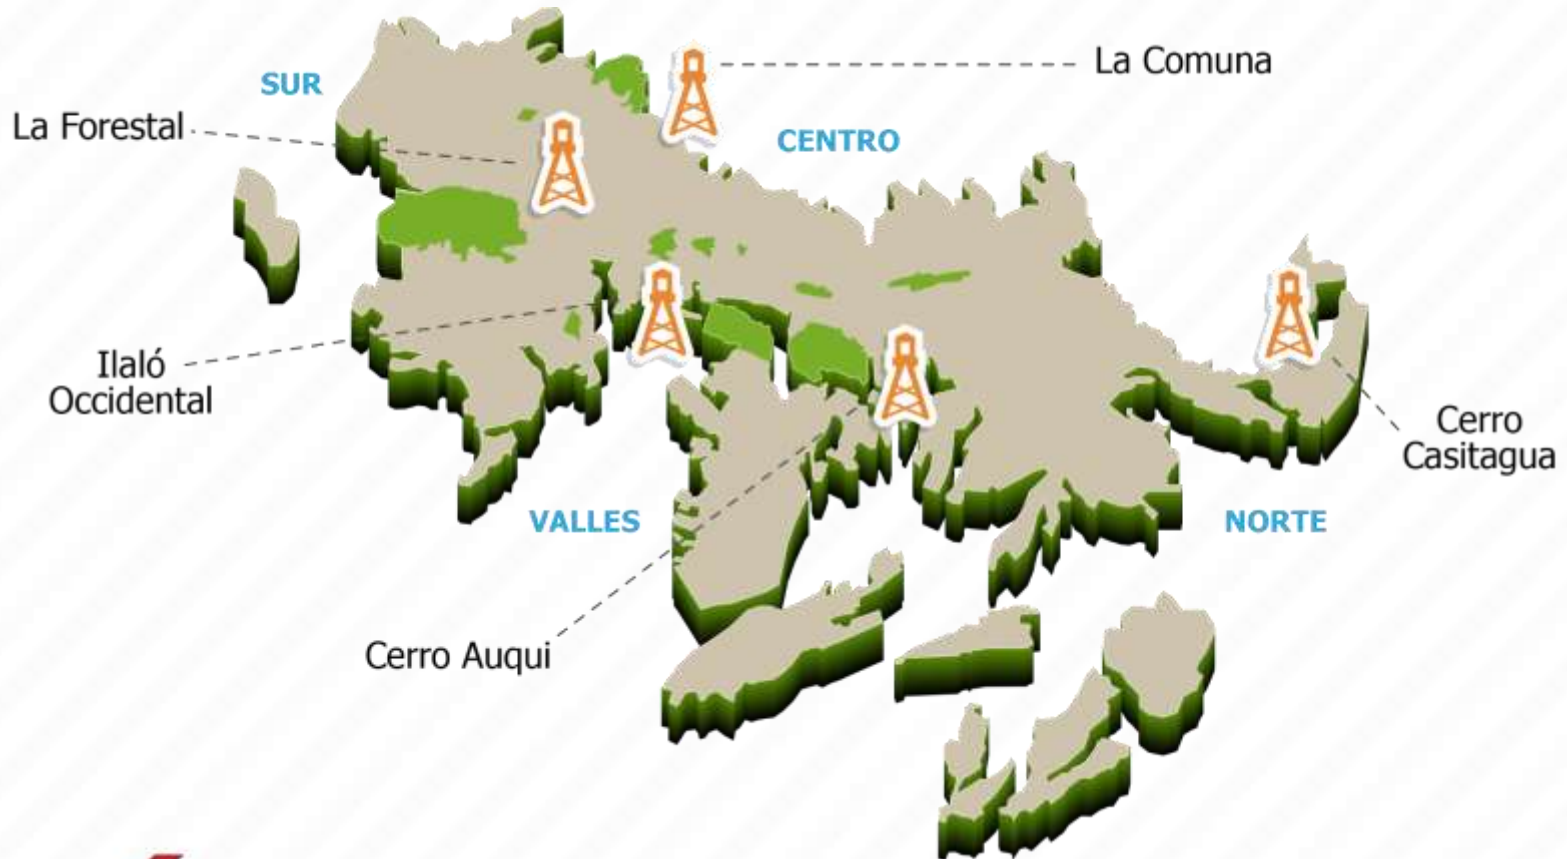 La Comuna
SUR
La Forestal
CENTRO
Ilaló
Occidental
Cerro
Casitagua
VALLES
NORTE
Cerro Auqui